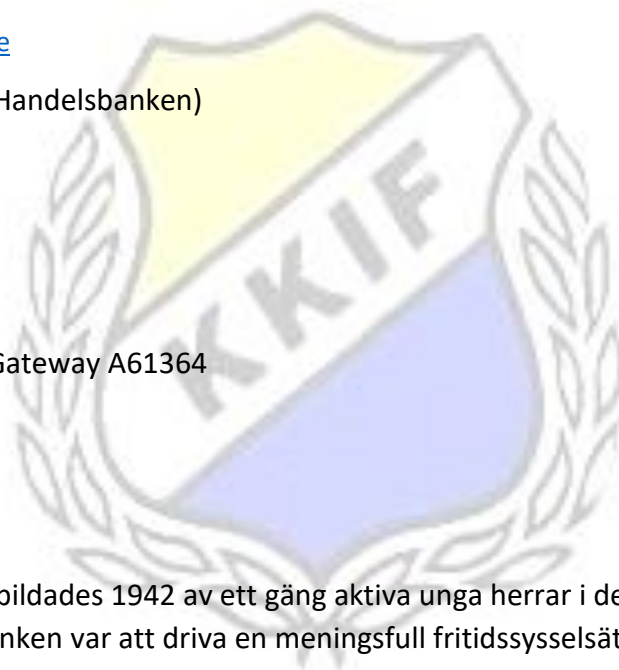 e
Handelsbanken)
KKIF
Gateway A61364
bildades 1942 av ett gäng aktiva unga herrar i de
nken var att driva en meningsfull fritidssysselsät